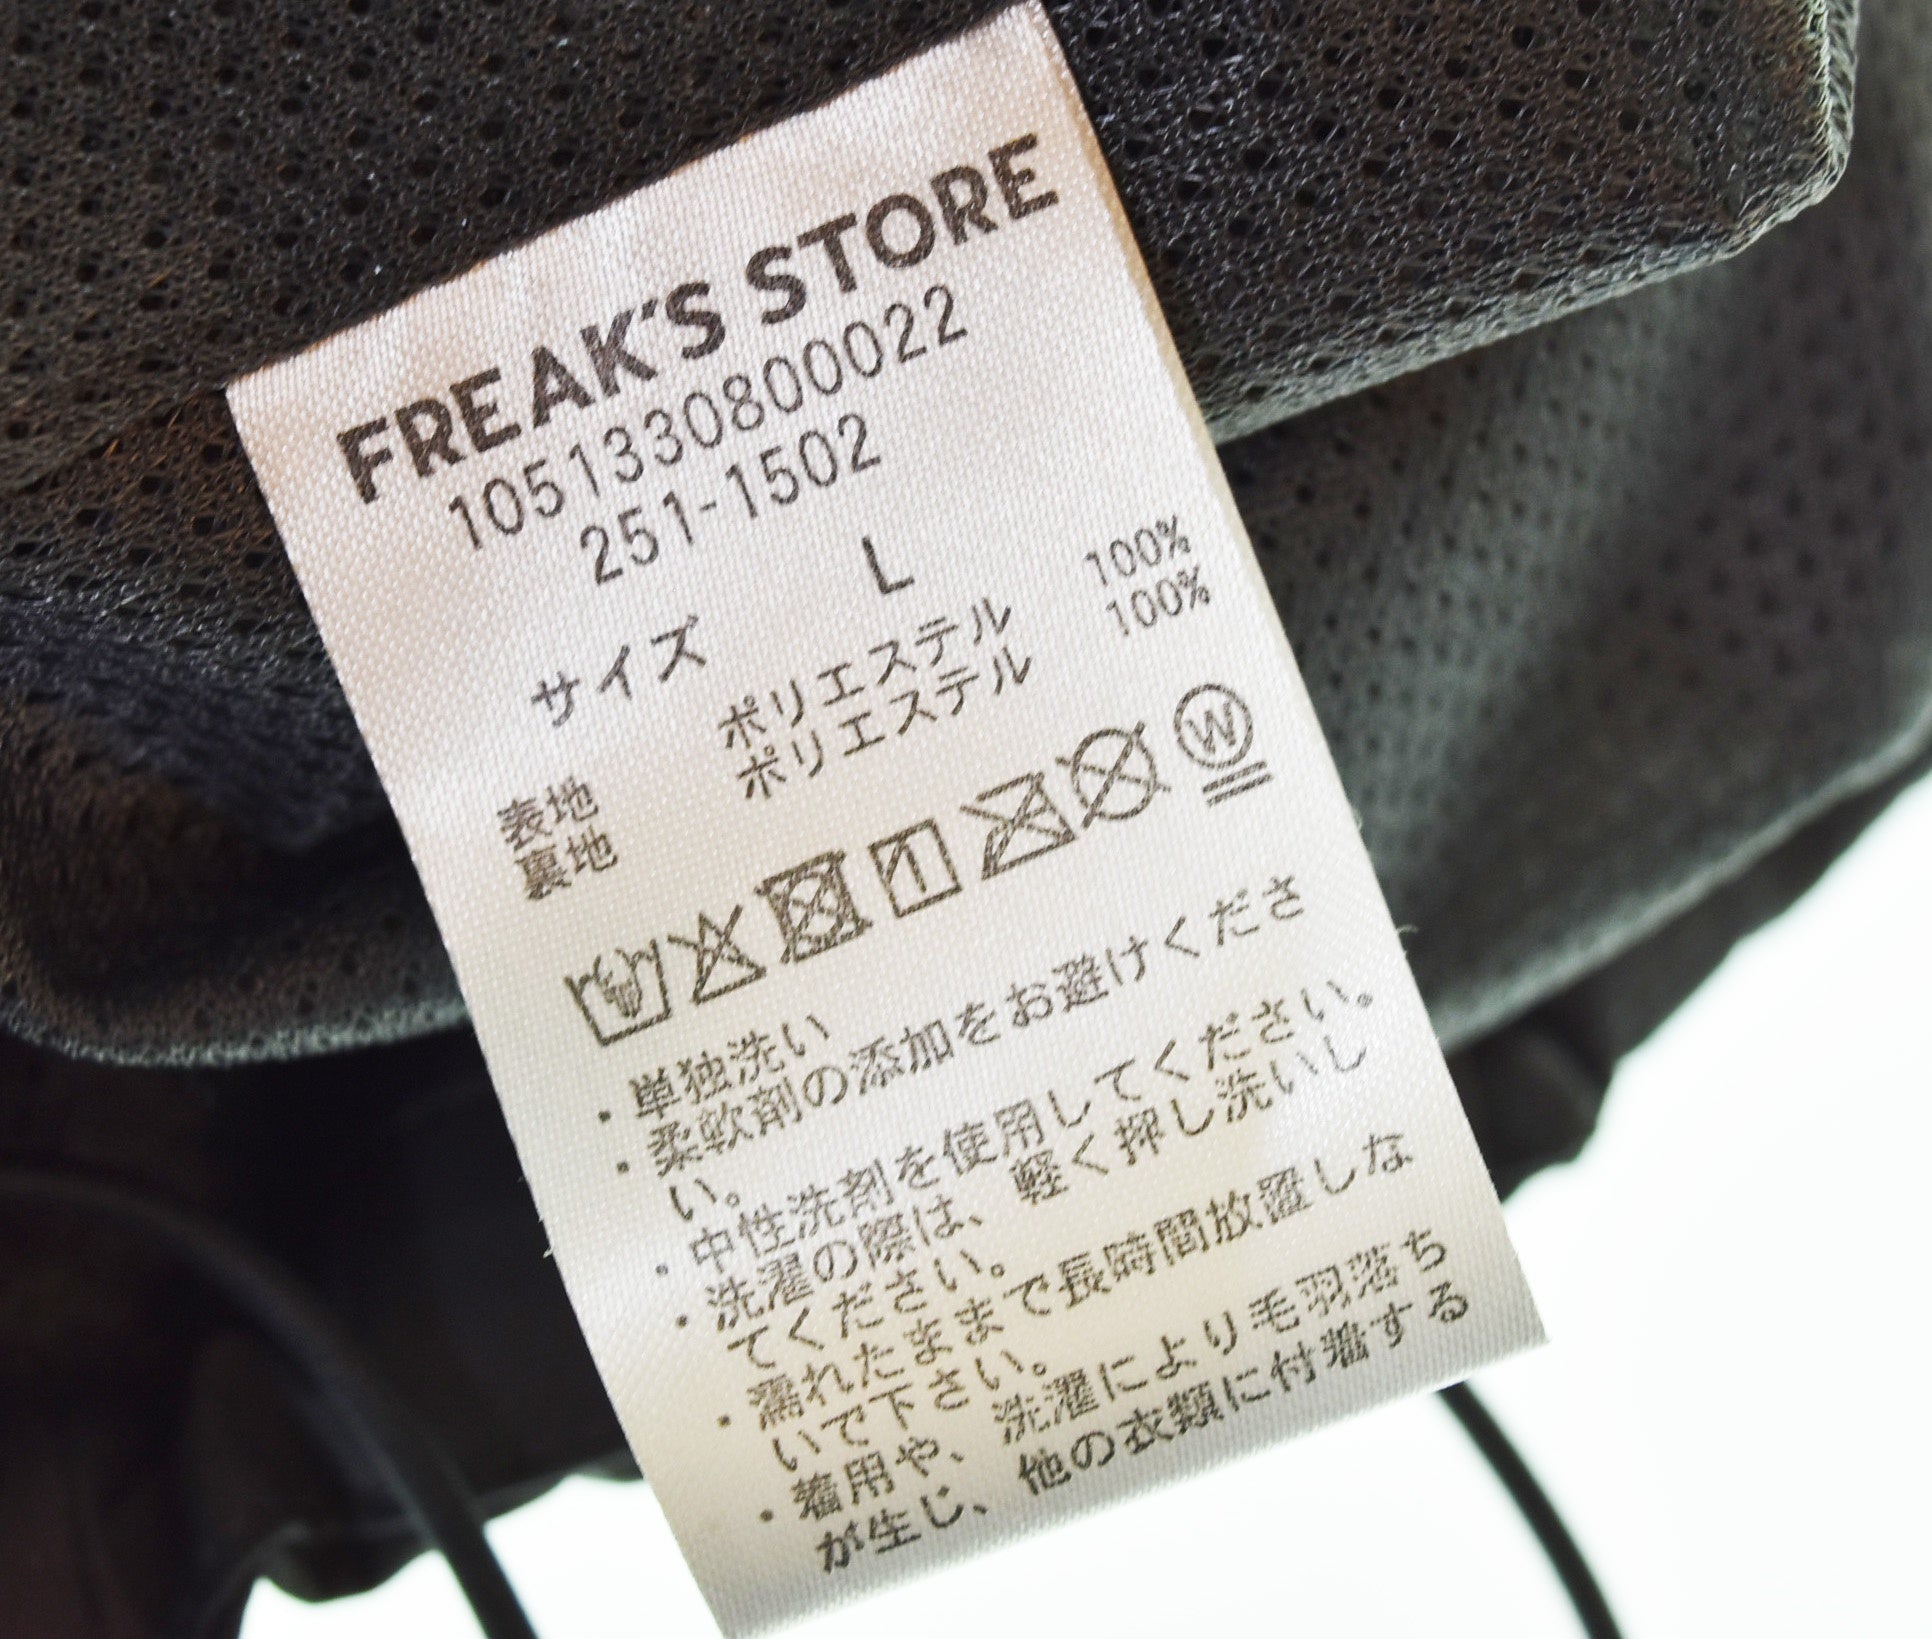 FREAK'S STORE
1051330800022
251-1502
サイズ L
表地 ポリエステル 100%
裏地 ポリエステル 100%
W
・単独洗い
・柔軟剤の添加をお避けくださ
い。
・中性洗剤を使用してください。
・洗濯の際は、軽く押し洗いし
てください。
・濡れたままで長時間放置しな
いで下さい。
・着用や、洗濯により毛羽落ち
が生じ、他の衣類に付着する